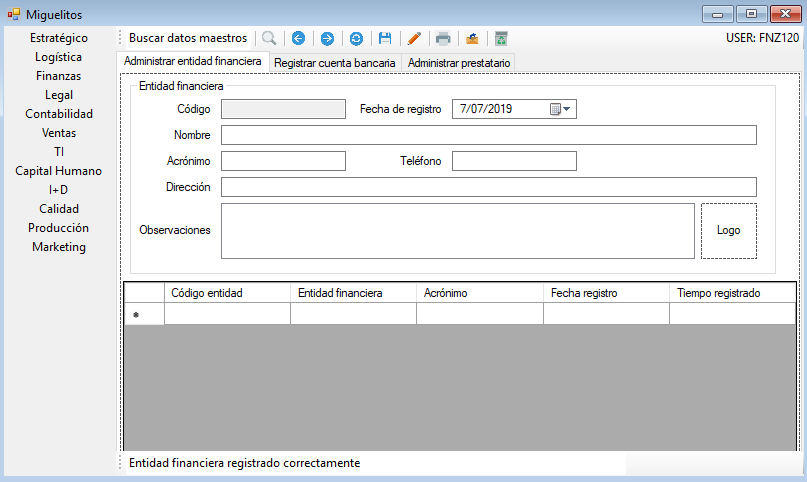 Miguelitos
Estratégico
Logística
Finanzas
Legal
Contabilidad
Ventas
TI
Capital Humano
I+D
Calidad
Producción
Marketing
Buscar datos maestros
USER: FNZ120
Administrar entidad financiera Registrar cuenta bancaria Administrar prestatario
Entidad financiera
Código Fecha de registro 7/07/2019
Nombre
Acrónimo Teléfono
Dirección
Observaciones Logo
Código entidad Entidad financiera Acrónimo Fecha registro Tiempo registrado
Entidad financiera registrado correctamente